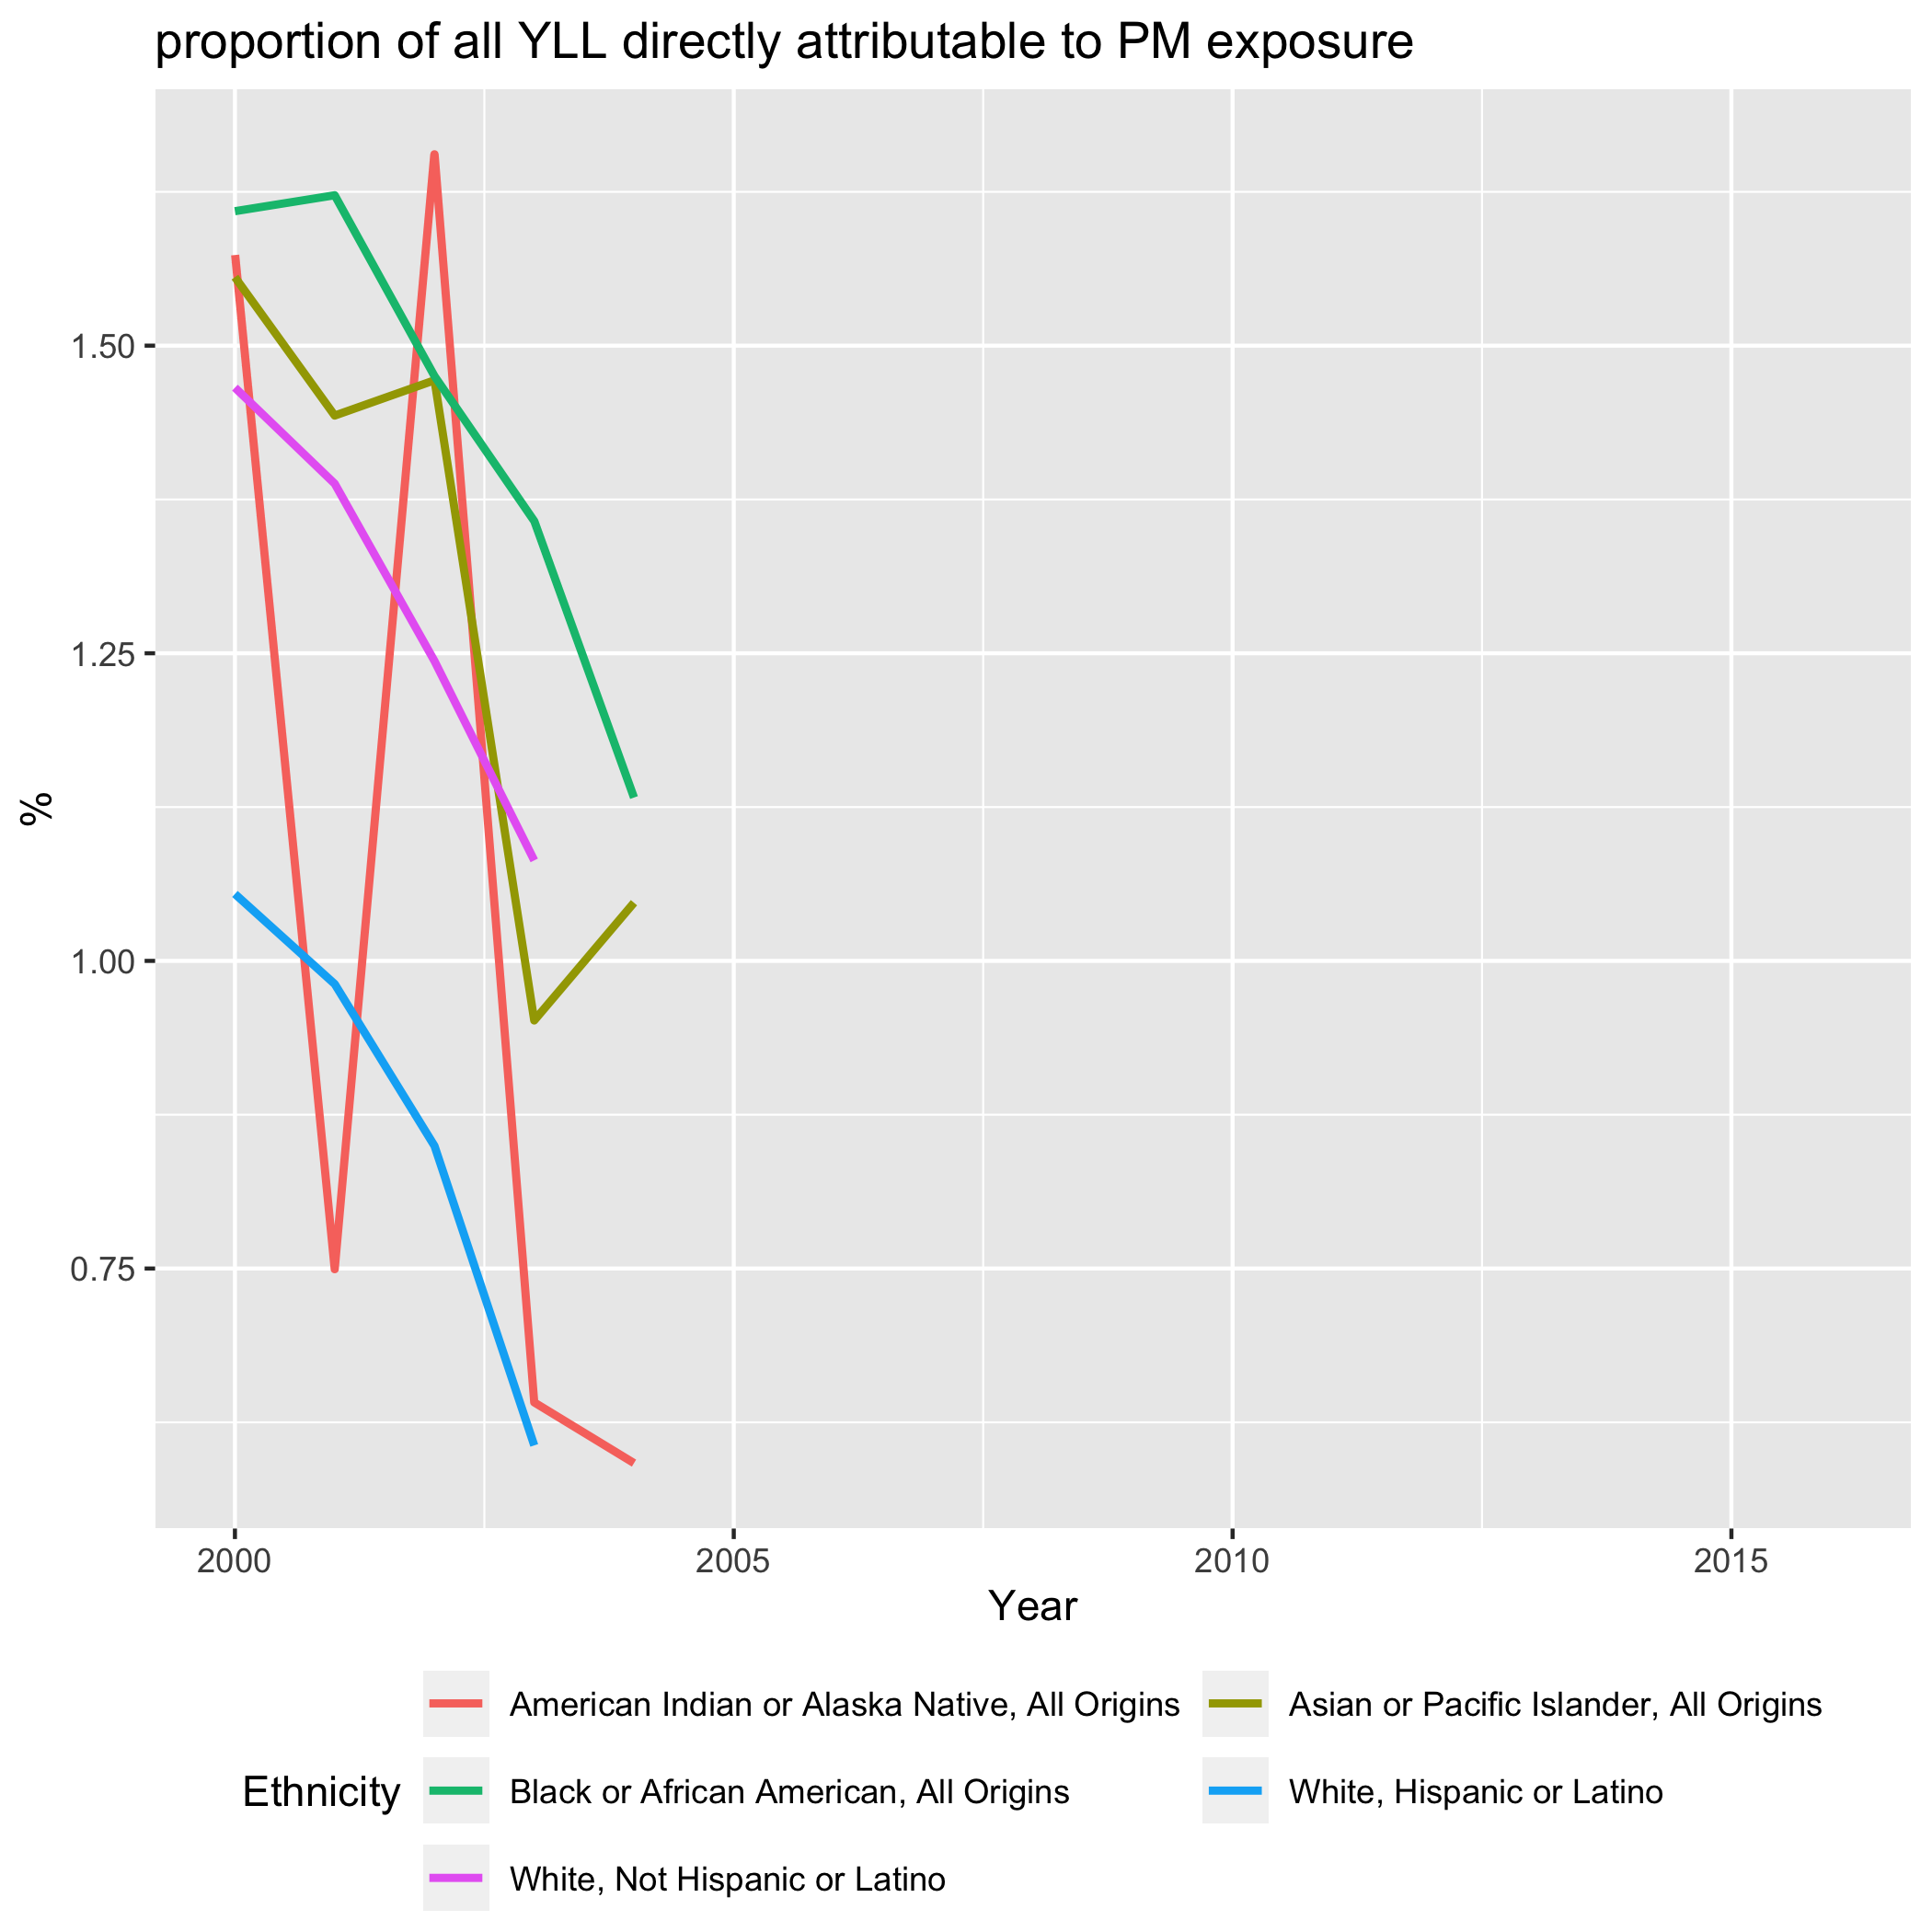 proportion of all YLL directly attributable to PM exposure
%
1.50
1.25
1.00
0.75
2000 2005 2010 2015
Year
Ethnicity
American Indian or Alaska Native, All Origins
Asian or Pacific Islander, All Origins
Black or African American, All Origins
White, Hispanic or Latino
White, Not Hispanic or Latino